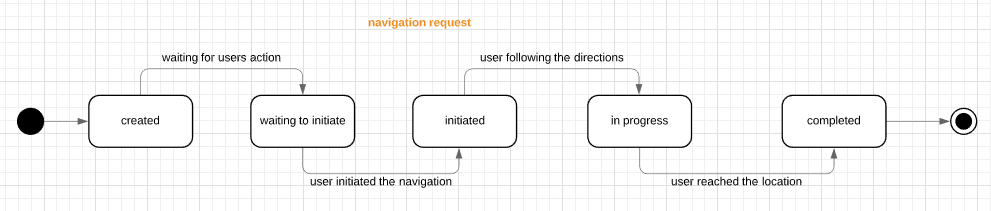 navigation request
waiting for users action
user following the directions
created
waiting to initiate
initiated
in progress
completed
user initiated the navigation
user reached the location